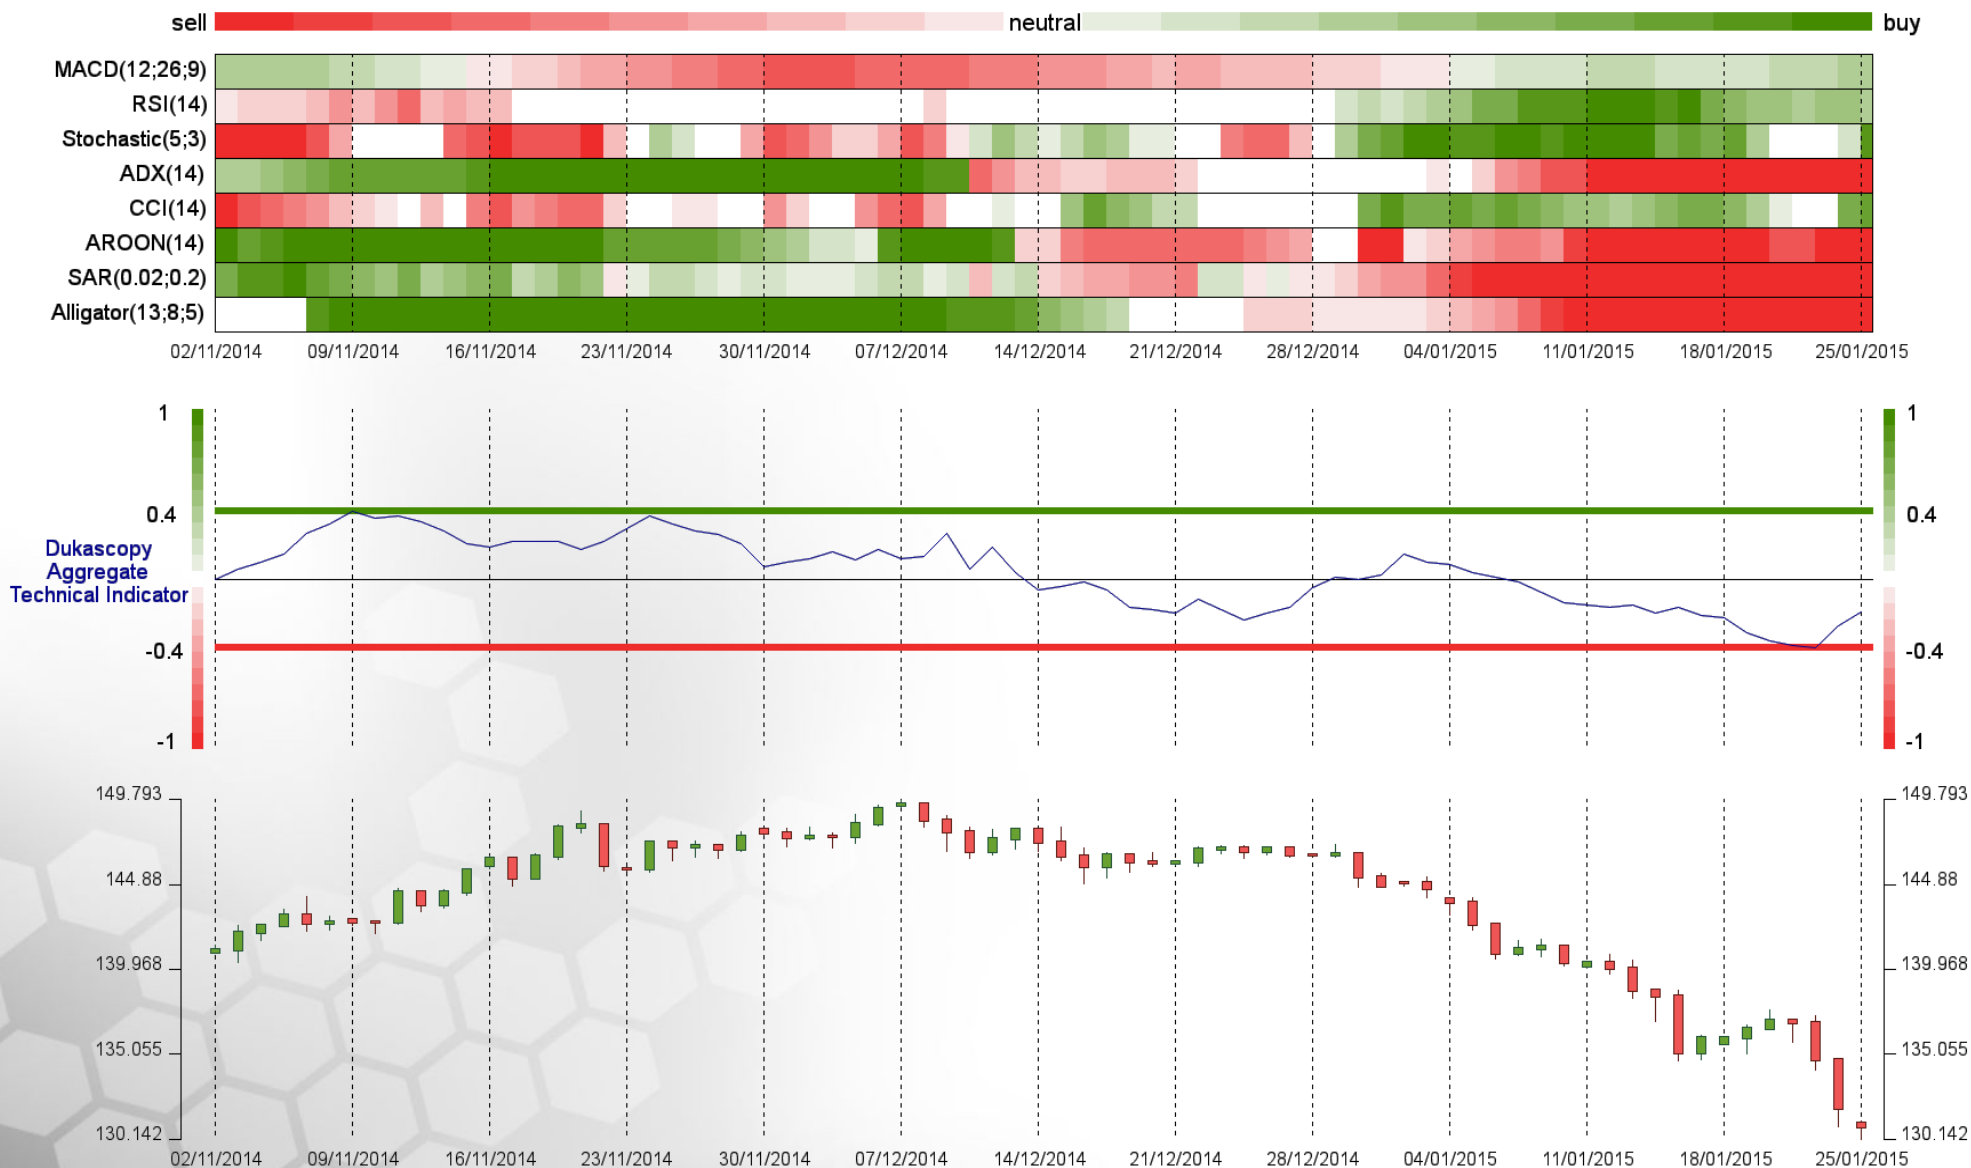 sell neutral buy
MACD(12;26;9)
RSI(14)
Stochastic(5;3)
ADX(14)
CCI(14)
AROON(14)
SAR(0.02;0.2)
Alligator(13;8;5)
02/11/2014 09/11/2014 16/11/2014 23/11/2014 30/11/2014 07/12/2014 14/12/2014 21/12/2014 28/12/2014 04/01/2015 11/01/2015 18/01/2015 25/01/2015
1 1
0.4 0.4
Dukascopy
Aggregate
Technical Indicator
-0.4 -0.4
-1 -1
149.793 149.793
144.88 144.88
139.968 139.968
135.055 135.055
130.142 130.142
02/11/2014 09/11/2014 16/11/2014 23/11/2014 30/11/2014 07/12/2014 14/12/2014 21/12/2014 28/12/2014 04/01/2015 11/01/2015 18/01/2015 25/01/2015